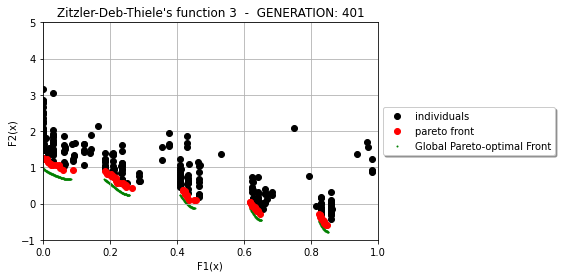 Zitzler-Deb-Thiele's function 3 - GENERATION: 401
5
4
3
2
1
0
−1
F2(x)
0.0 0.2 0.4 0.6 0.8 1.0
F1(x)
individuals
pareto front
Global Pareto-optimal Front